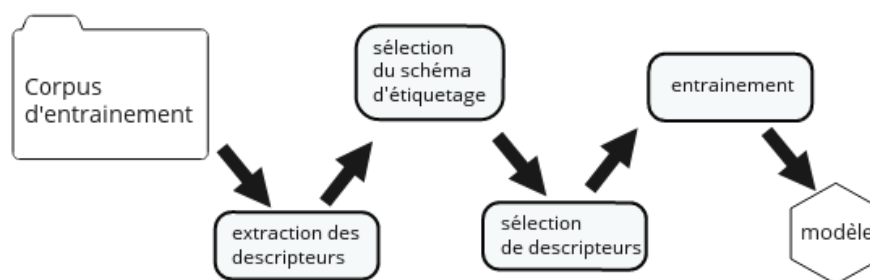 Corpus
d'entrainement
extraction des
descripteurs
sélection
du schéma
d'étiquetage
sélection
de descripteurs
entrainement
modèle